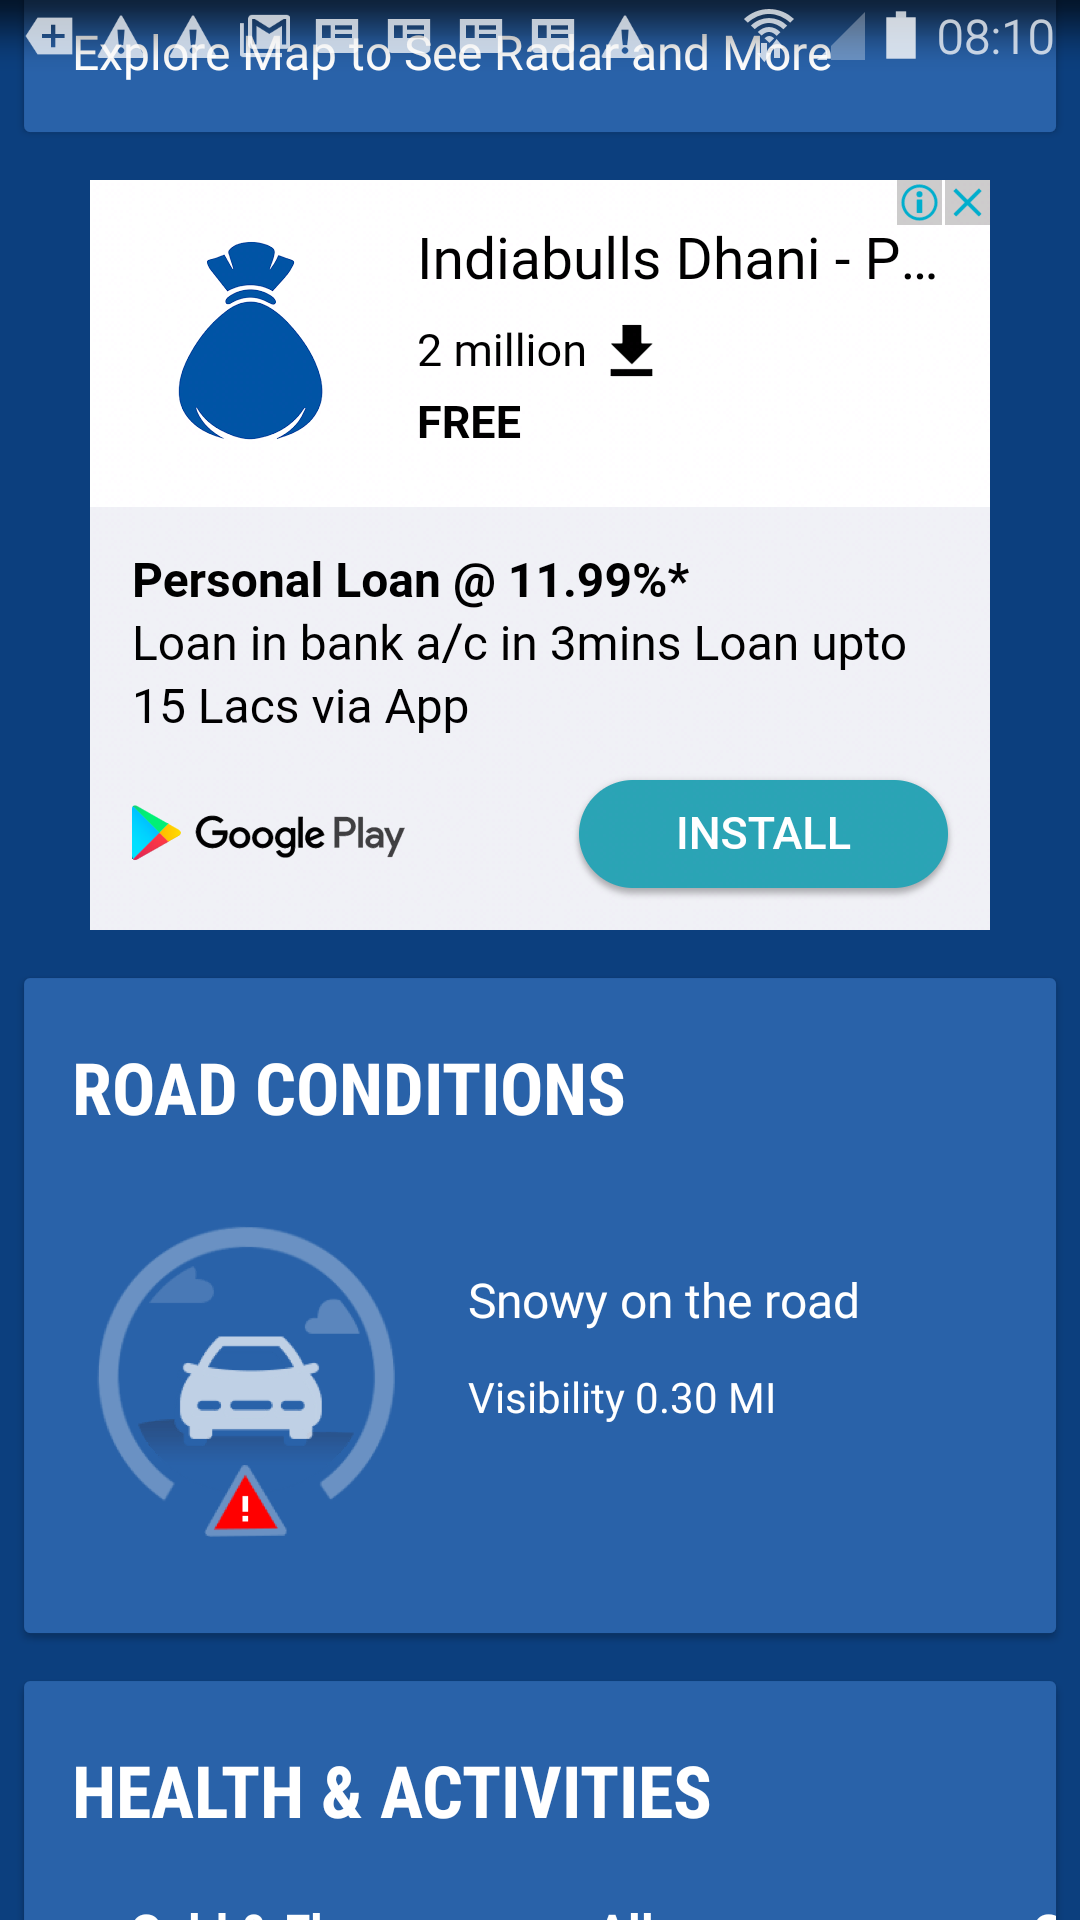 08:10
Explore Map to See Radar and More
Indiabulls Dhani - P...
2 million
FREE
Personal Loan @ 11.99%*
Loan in bank a/c in 3mins Loan upto
15 Lacs via App
Google Play
INSTALL
ROAD CONDITIONS
Snowy on the road
Visibility 0.30 MI
HEALTH & ACTIVITIES